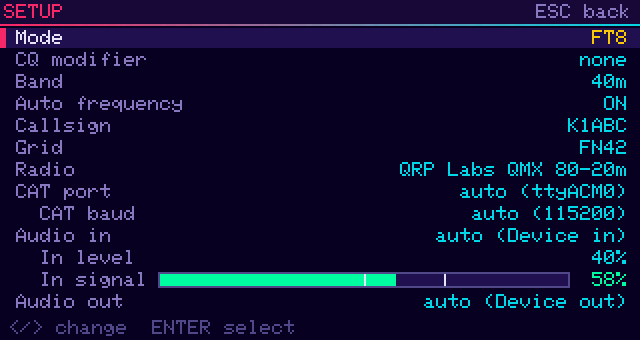 SETUP ESC back
Mode FT8
CQ modifier none
Band 40m
Auto frequency ON
Callsign K1ABC
Grid FN42
Radio QRP Labs QMX 80-20m
CAT port auto (ttyACM0)
CAT baud auto (115200)
Audio in auto (Device in)
In level 40%
In signal 58%
Audio out auto (Device out)
</> change ENTER select